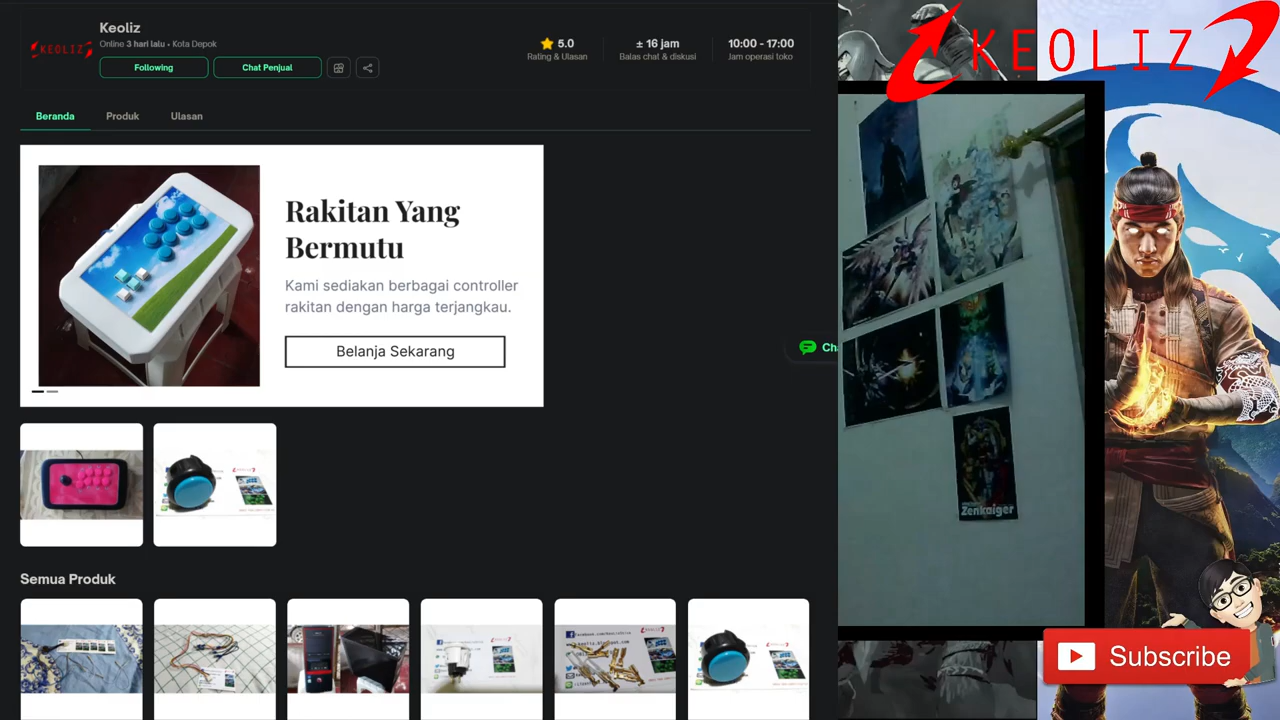 Keoliz
Online 3 hari lalu • Kota Depok
Following
Chat Penjual
5.0
Rating & Ulasan
± 16 jam
Balas chat & diskusi
10:00 - 17:00
Jam operasi toko
KEOLIZ
KEOLIZ
Beranda
Produk
Ulasan
Rakitan Yang
Bermutu
Kami sediakan berbagai controller
rakitan dengan harga terjangkau.
Belanja Sekarang
Cha
Zenkaiger
Semua Produk
Subscribe